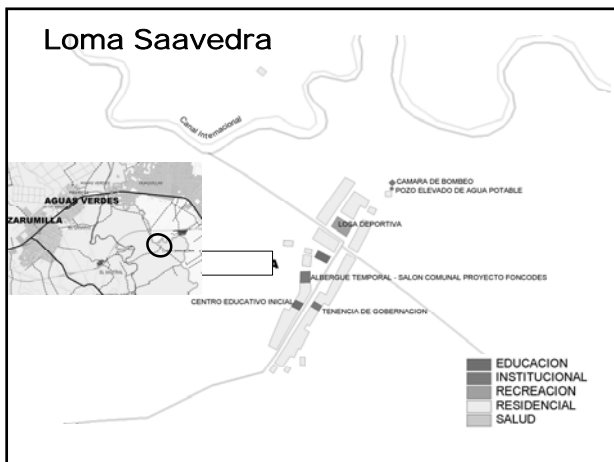 Loma Saavedra
Canal Internacional
AGUAS VERDES
ZARUMILLA
CAMARA DE BOMBEO
POZO ELEVADO DE AGUA POTABLE
LOSA DEPORTIVA
A
ALBERGUE TEMPORAL - SALON COMUNAL PROYECTO FONCODES
CENTRO EDUCATIVO INICIAL
TENENCIA DE GOBERNACION
EDUCACION
INSTITUCIONAL
RECREACION
RESIDENCIAL
SALUD